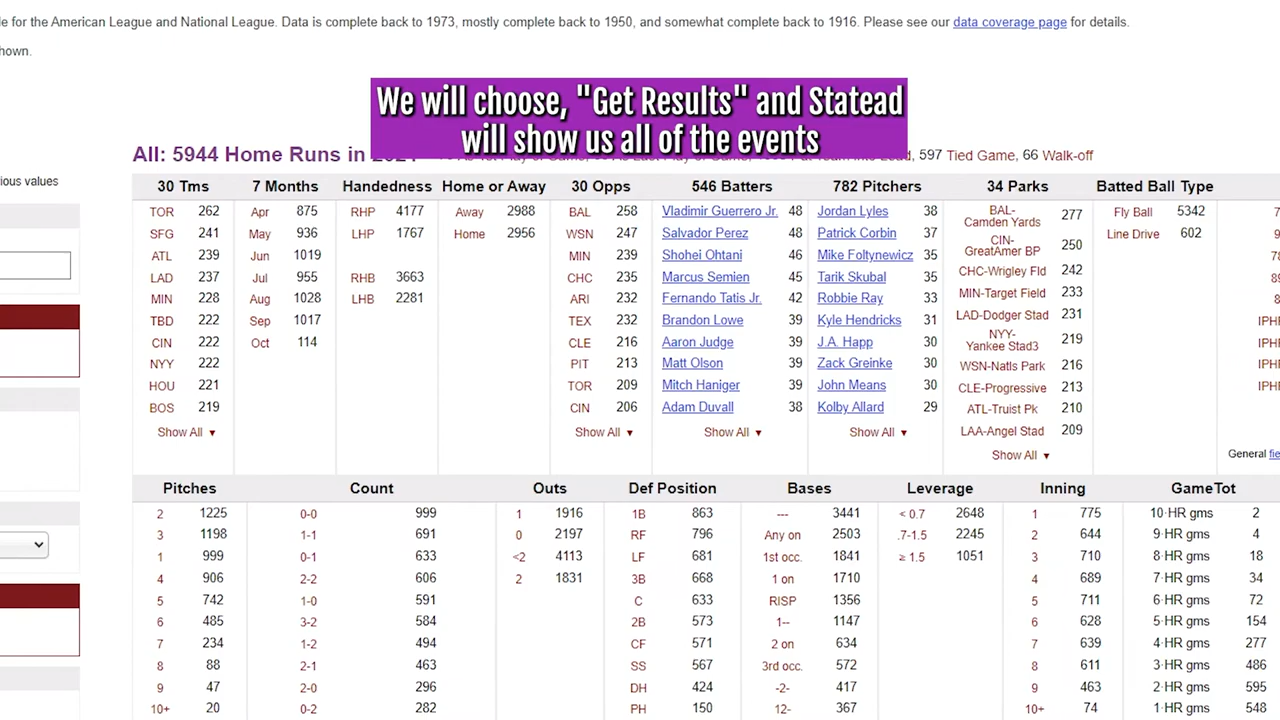 le for the American League and National League. Data is complete back to 1973, mostly complete back to 1950, and somewhat complete back to 1916. Please see our data coverage page for details.
hown.
We will choose, "Get Results" and Statead
will show us all of the events
All: 5944 Home Runs in
597 Tied Game, 66 Walk-off
ious values
30 Tms 7 Months Handedness Home or Away 30 Opps 546 Batters 782 Pitchers 34 Parks Batted Ball Type
TOR 262 Apr 875 RHP 4177 Away 2988 BAL 258 Vladimir Guerrero Jr. 48 Jordan Lyles 38 BAL-Camden Yards 277 Fly Ball 5342 7
SFG 241 May 936 LHP 1767 Home 2956 WSN 247 Salvador Perez 48 Patrick Corbin 37 CIN-GreatAmer BP 250 Line Drive 602 9
ATL 239 Jun 1019 MIN 239 Shohei Ohtani 46 Mike Foltynewicz 35 CHC-Wrigley Fld 242 78
LAD 237 Jul 955 RHB 3663 CHC 235 Marcus Semien 45 Tarik Skubal 35 MIN-Target Field 233 89
MIN 228 Aug 1028 LHB 2281 ARI 232 Fernando Tatis Jr. 42 Robbie Ray 33 LAD-Dodger Stad 231 8
TBD 222 Sep 1017 TEX 232 Brandon Lowe 39 Kyle Hendricks 31 NYY-Yankee Stad3 219 IPH
CIN 222 Oct 114 CLE 216 Aaron Judge 39 J.A. Happ 30 WSN-Natls Park 216 IPHF
NYY 222 PIT 213 Matt Olson 39 Zack Greinke 30 CLE-Progressive 213 IPHF
HOU 221 TOR 209 Mitch Haniger 39 John Means 30 ATL-Truist Pk 210 IPHF
BOS 219 CIN 206 Adam Duvall 38 Kolby Allard 29 LAA-Angel Stad 209
Show All ▼ Show All ▼ Show All ▼ Show All ▼ Show All ▼
General fie
Pitches Count Outs Def Position Bases Leverage Inning GameTot
2 1225 0-0 999 1 1916 1B 863 --- 3441 < 0.7 2648 1 775 10·HR gms 2
3 1198 1-1 691 0 2197 RF 796 Any on 2503 .7-1.5 2245 2 644 9·HR gms 4
1 999 0-1 633 <2 4113 LF 681 1st occ. 1841 ≥ 1.5 1051 3 710 8·HR gms 18
4 906 2-2 606 2 1831 3B 668 1 on 1710 4 689 7·HR gms 34
5 742 1-0 591 C 633 RISP 1356 5 711 6·HR gms 72
6 485 3-2 584 2B 573 1-- 1147 6 628 5·HR gms 154
7 234 1-2 494 CF 571 2 on 634 7 639 4·HR gms 277
8 88 2-1 463 SS 567 3rd occ. 572 8 611 3·HR gms 486
9 47 2-0 296 DH 424 -2- 417 9 463 2·HR gms 595
10+ 20 0-2 282 PH 150 12- 367 10+ 74 1·HR gms 548